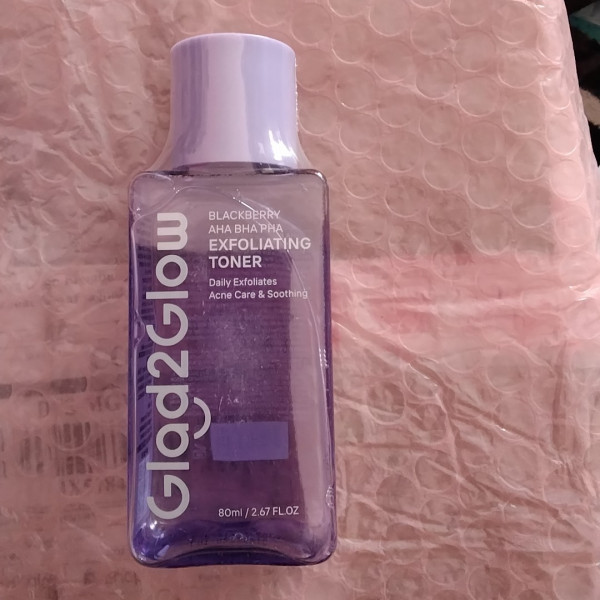 Glad2Glow
BLACKBERRY
AHA BHA PHA
EXFOLIATING
TONER
Daily Exfoliates
Acne Care & Soothing
80ml / 2.67 FL.OZ